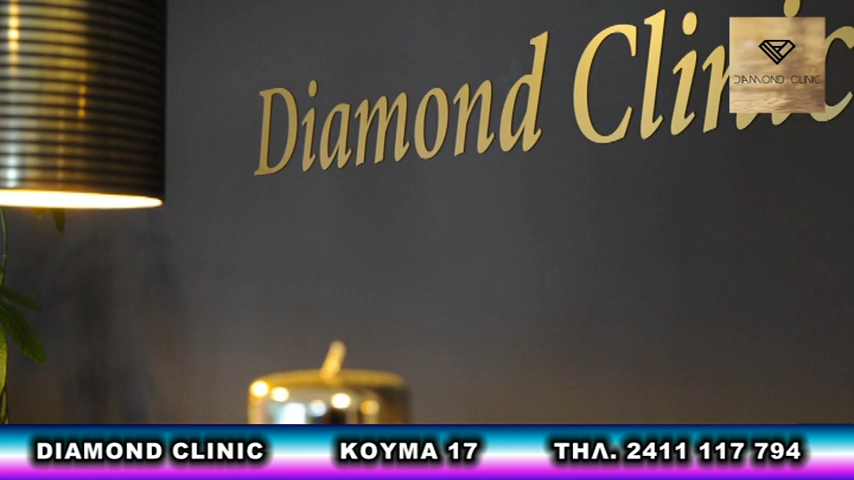 Diamond Clinic
DIAMOND CLINIC
DIAMOND CLINIC ΚΟΥΜΑ 17 ΤΗΛ. 2411 117 794